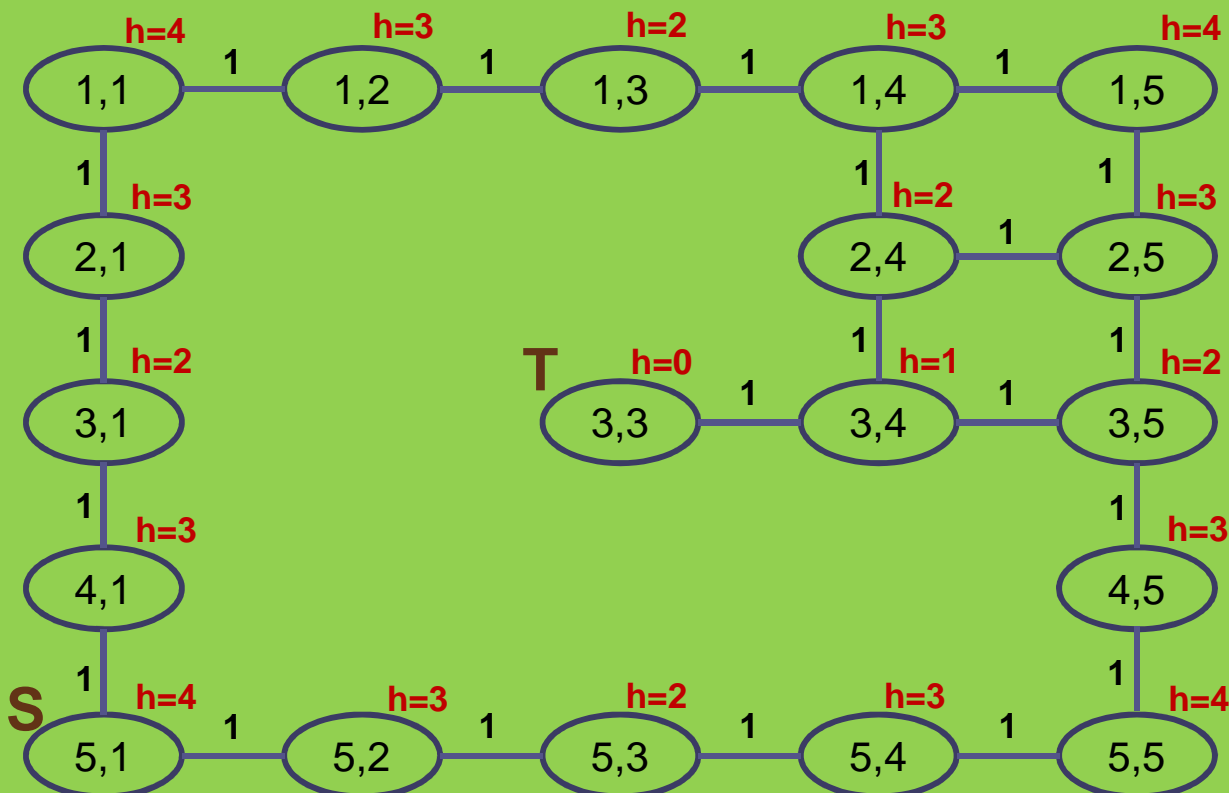 h=4 h=3 h=2 h=3 h=4
1 1 1 1
1,1 1,2 1,3 1,4 1,5
1 1 1
h=3 h=2 h=3
1
2,1 2,4 2,5
1 1 1
T
h=2 h=0 h=1 h=2
1 1
3,1 3,3 3,4 3,5
1 1
h=3 h=3
4,1 4,5
1 1
S
h=4 h=3 h=2 h=3 h=4
1 1 1 1
5,1 5,2 5,3 5,4 5,5